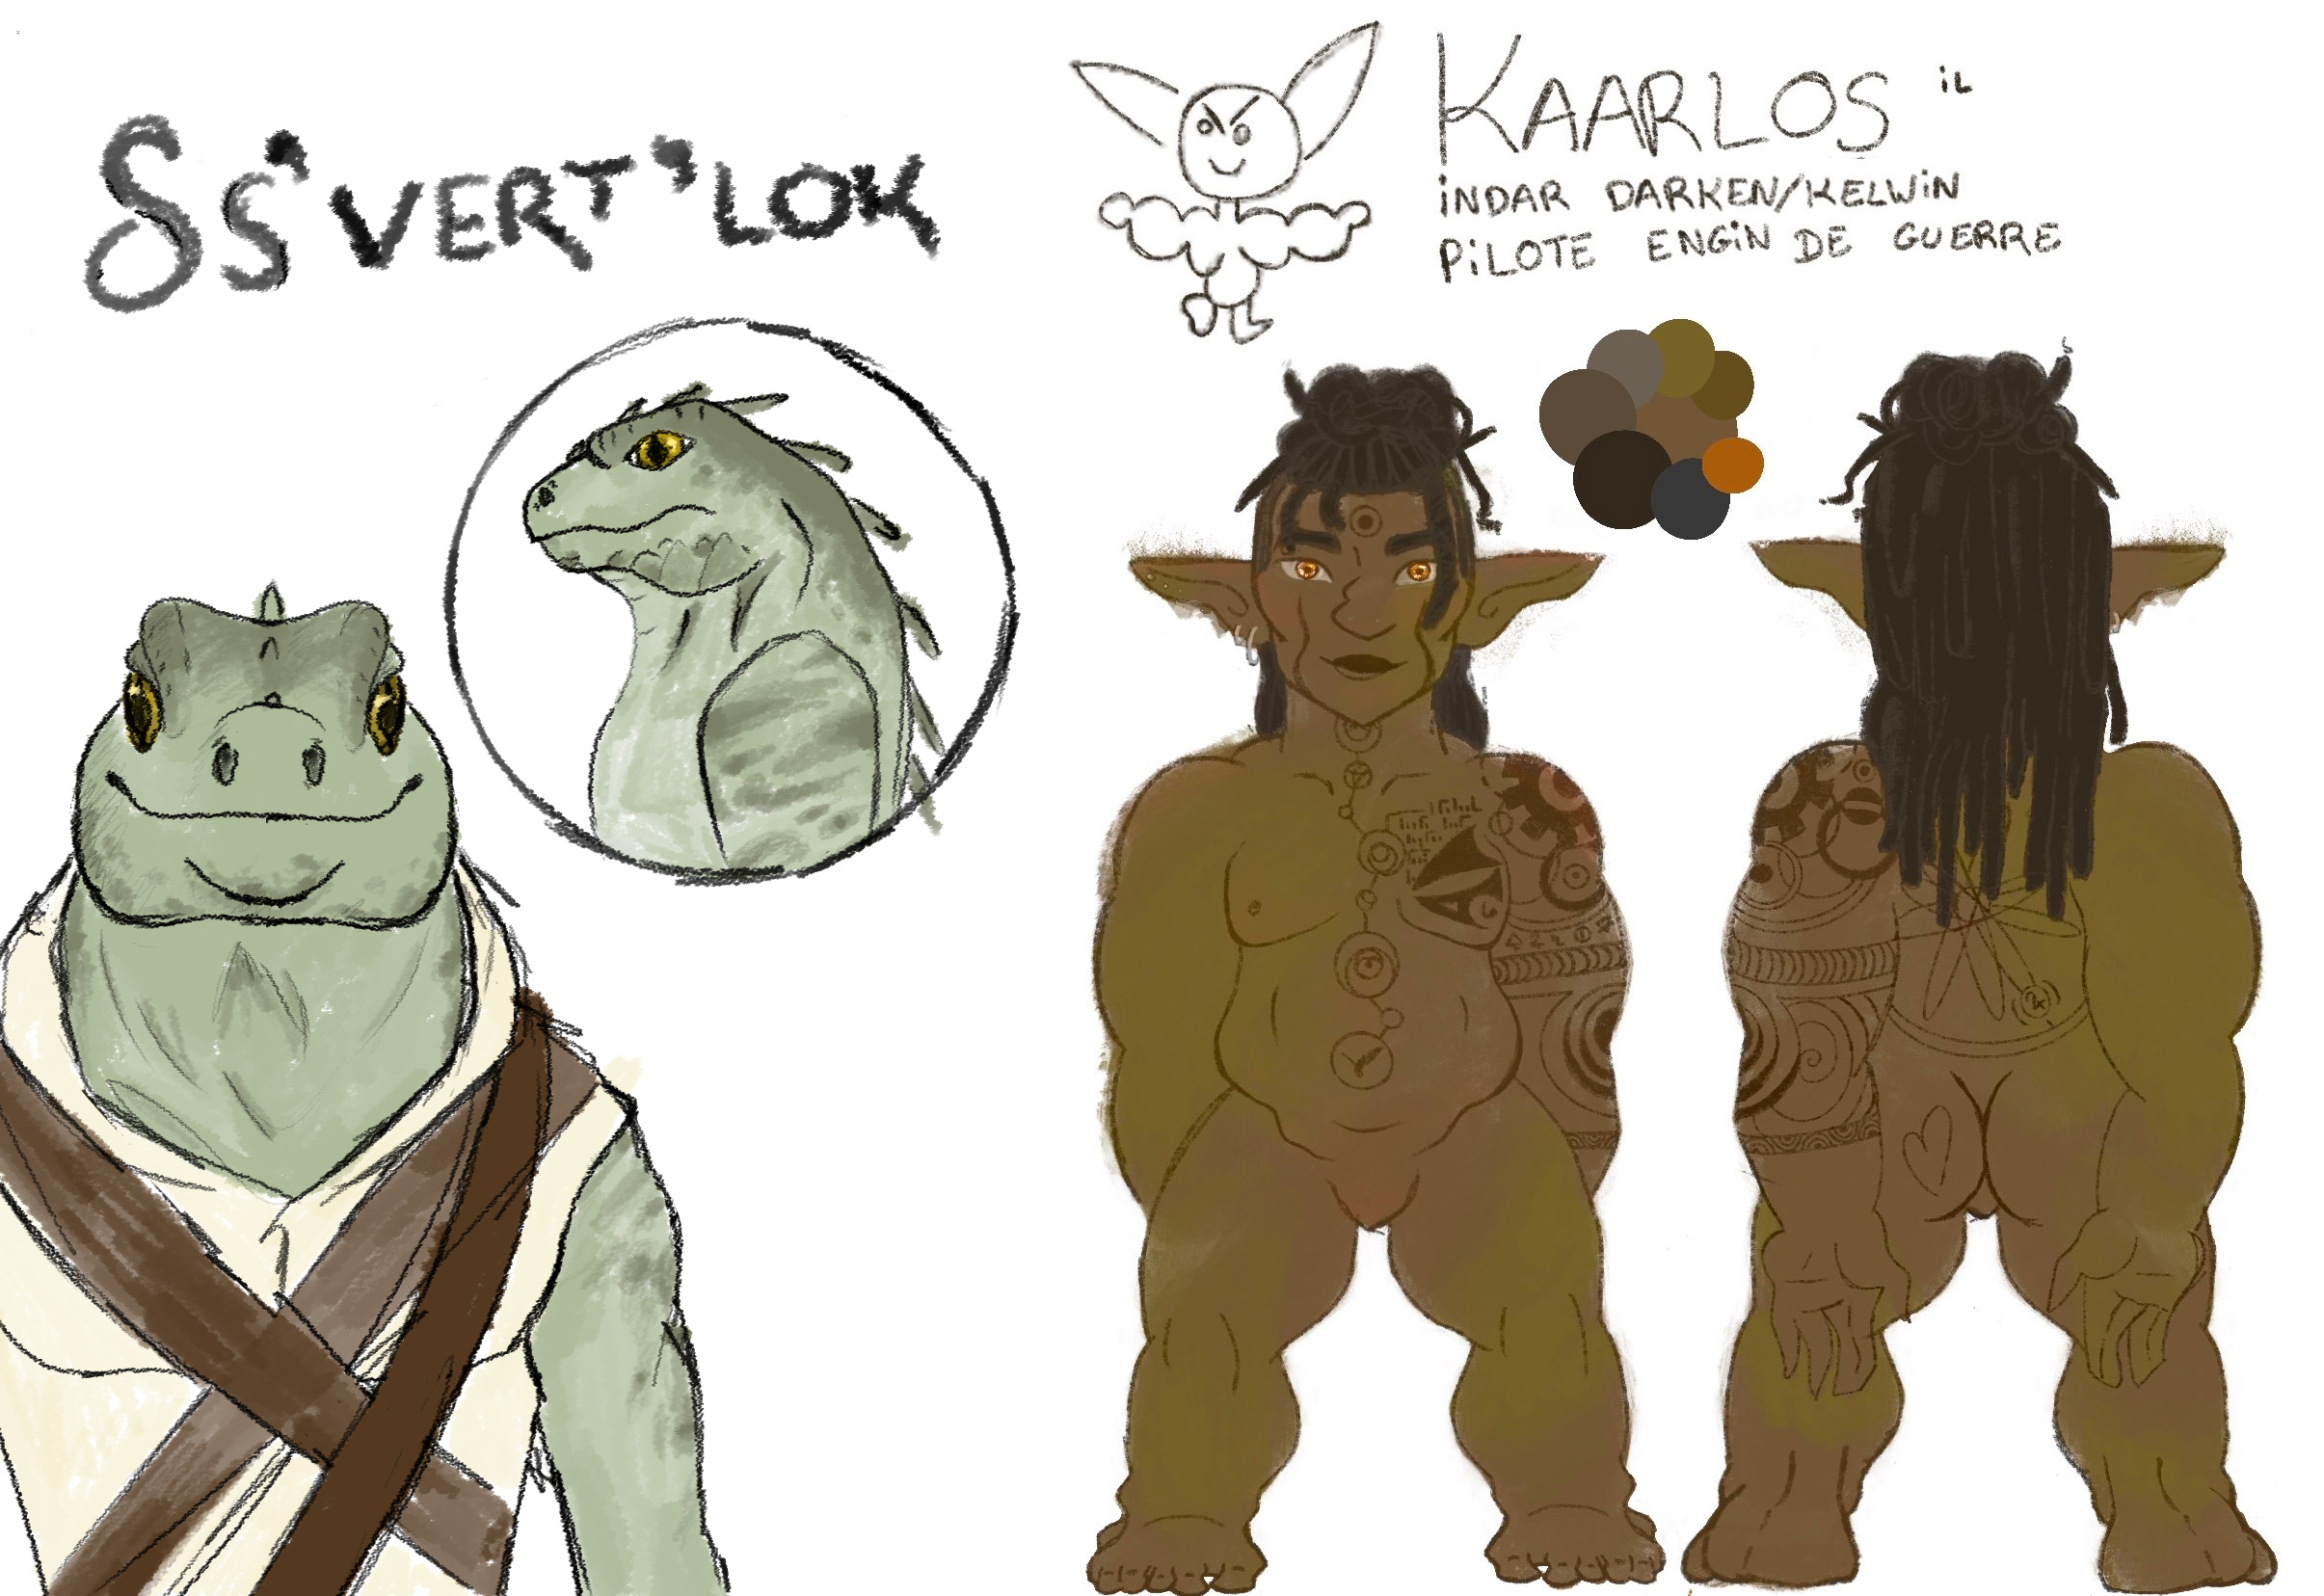 Ss'VERT'LOK
KAARLOS iL
iNDAR DARKEN/KELWiN
PiLOTE ENGiN DE GUERRE